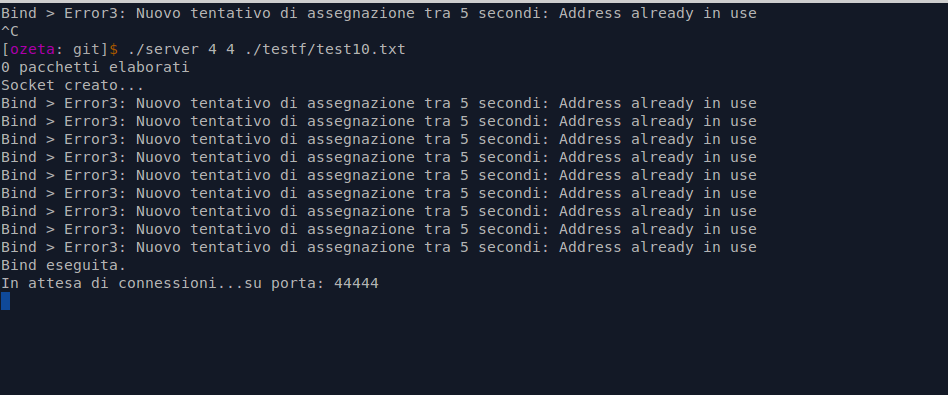 Bind > Error3: Nuovo tentativo di assegnazione tra 5 secondi: Address already in use
^C
[ozeta: git]$ ./server 4 4 ./testf/test10.txt
0 pacchetti elaborati
Socket creato...
Bind > Error3: Nuovo tentativo di assegnazione tra 5 secondi: Address already in use
Bind > Error3: Nuovo tentativo di assegnazione tra 5 secondi: Address already in use
Bind > Error3: Nuovo tentativo di assegnazione tra 5 secondi: Address already in use
Bind > Error3: Nuovo tentativo di assegnazione tra 5 secondi: Address already in use
Bind > Error3: Nuovo tentativo di assegnazione tra 5 secondi: Address already in use
Bind > Error3: Nuovo tentativo di assegnazione tra 5 secondi: Address already in use
Bind > Error3: Nuovo tentativo di assegnazione tra 5 secondi: Address already in use
Bind > Error3: Nuovo tentativo di assegnazione tra 5 secondi: Address already in use
Bind > Error3: Nuovo tentativo di assegnazione tra 5 secondi: Address already in use
Bind eseguita.
In attesa di connessioni...su porta: 44444